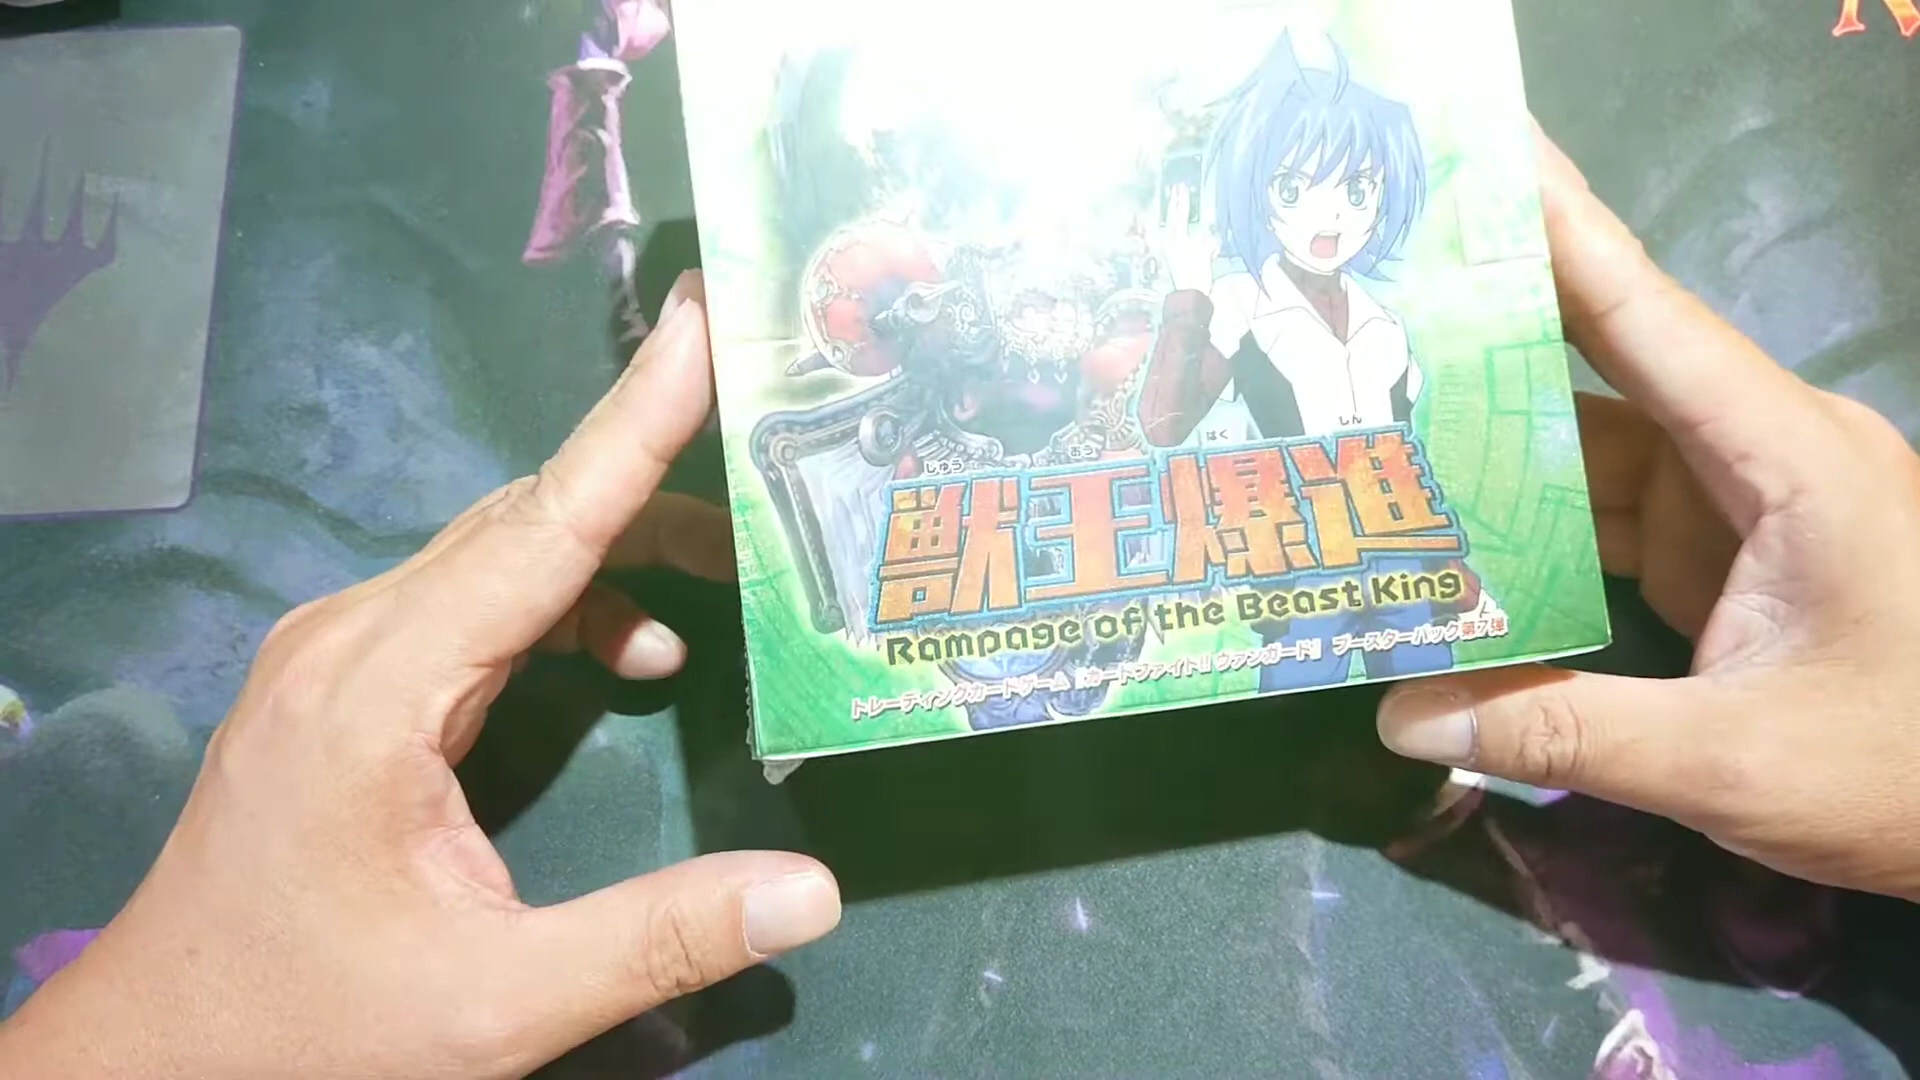 しゅう おう はく しん
獣王爆進
Rampage of the Beast King
トレーディングカードゲーム『カードファイト!! ヴァンガード』 ブースターパック第7弾